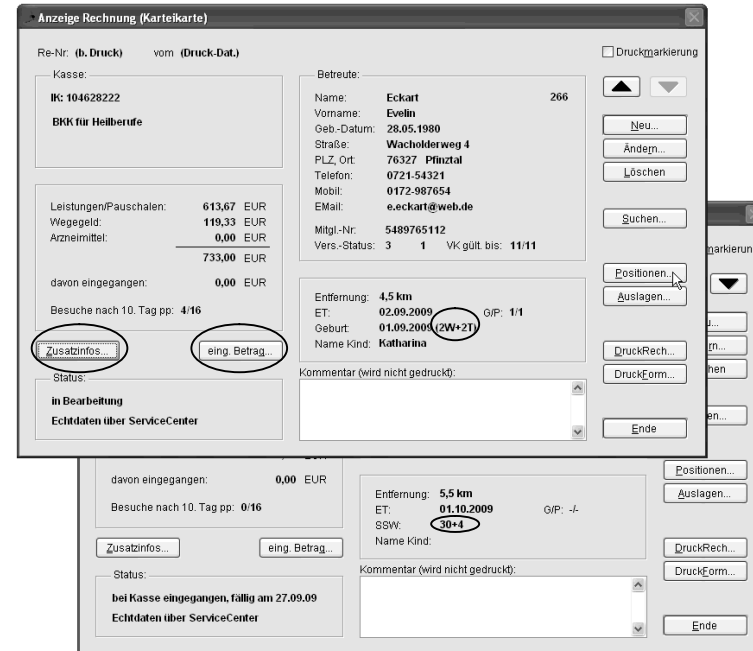 Anzeige Rechnung (Karteikarte)
Re-Nr: (b. Druck) vom (Druck-Dat.)
Druckmarkierung
Kasse:
IK: 104628222
BKK für Heilberufe
Leistungen/Pauschalen: 613,67 EUR
Wegegeld: 119,33 EUR
Arzneimittel: 0,00 EUR
733,00 EUR
davon eingegangen: 0,00 EUR
Besuche nach 10. Tag pp: 4/16
Zusatzinfos... eing. Betrag...
Status:
in Bearbeitung
Echtdaten über ServiceCenter
Betreute:
Name: Eckart 266
Vorname: Evelin
Geb.-Datum: 28.05.1980
Straße: Wacholderweg 4
PLZ, Ort: 76327 Pfinztal
Telefon: 0721-54321
Mobil: 0172-987654
EMail: e.eckart@web.de
Mitgl.-Nr: 5489765112
Vers.-Status: 3 1 VK gült. bis: 11/11
Entfernung: 4,5 km
ET: 02.09.2009 G/P: 1/1
Geburt: 01.09.2009 (2W+2T)
Name Kind: Katharina
Kommentar (wird nicht gedruckt):
Neu...
Ändern...
Löschen
Suchen...
Positionen...
Auslagen...
DruckRech...
DruckForm...
Ende
markierun
u...
rn...
hen
en...
davon eingegangen: 0,00 EUR
Besuche nach 10. Tag pp: 0/16
Zusatzinfos... eing. Betrag...
Status:
bei Kasse eingegangen, fällig am 27.09.09
Echtdaten über ServiceCenter
Entfernung: 5,5 km
ET: 01.10.2009 G/P: -/-
SSW: 30+4
Name Kind:
Kommentar (wird nicht gedruckt):
Positionen...
Auslagen...
DruckRech...
DruckForm...
Ende